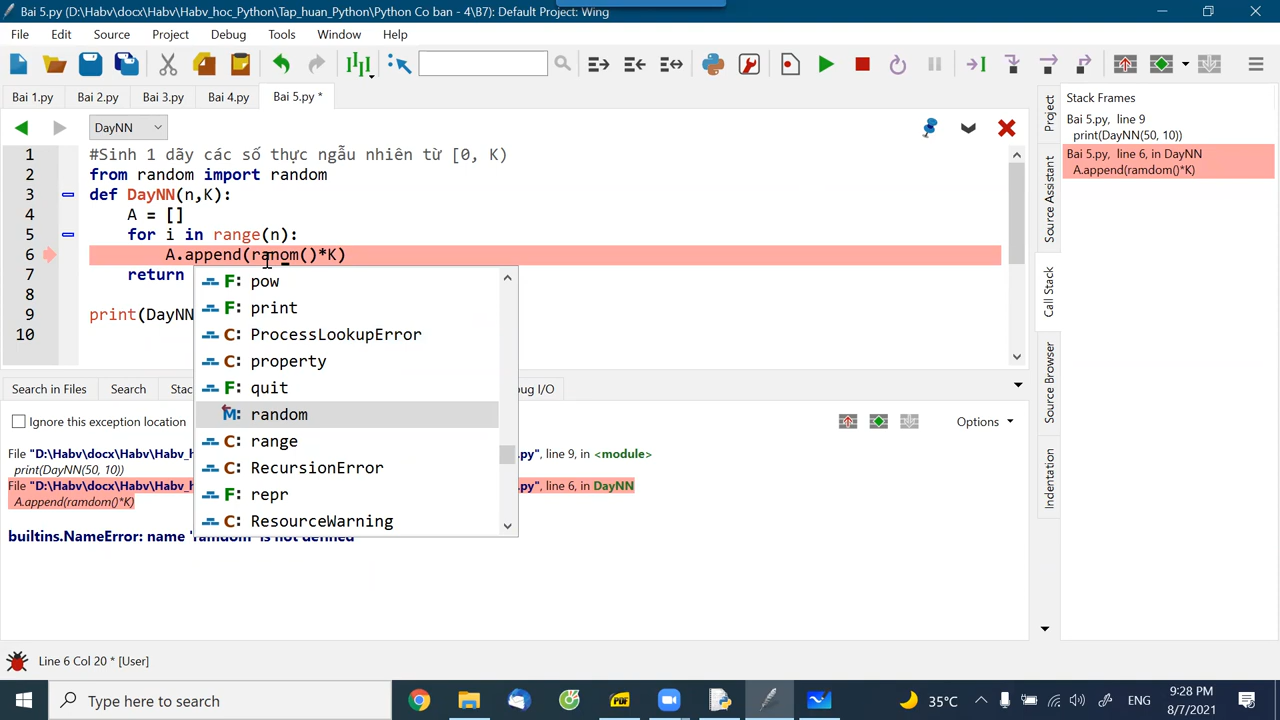 Bai 5.py (D:\Habv\docx\Habv\Habv_hoc_Python\Tap_huan_Python\Python Co ban - 4\B7): Default Project: Wing
File Edit Source Project Debug Tools Window Help
Bai 1.py Bai 2.py Bai 3.py Bai 4.py Bai 5.py *
DayNN
1 #Sinh 1 dãy các số thực ngẫu nhiên từ [0, K)
2 from random import random
3 def DayNN(n,K):
4 A = []
5 for i in range(n):
6 A.append(ranom()*K)
7 return
8
9 print(DayNN
10
F: pow
F: print
C: ProcessLookupError
C: property
F: quit
M: random
C: range
C: RecursionError
F: repr
C: ResourceWarning
Search in Files Search Stac ug I/O
Ignore this exception location
Options
File "D:\Habv\docx\Habv\Habv_h .py", line 9, in <module>
print(DayNN(50, 10))
File "D:\Habv\docx\Habv\Habv_h .py", line 6, in DayNN
A.append(ramdom()*K)
builtins.NameError: name 'ramdom' is not defined
Project
Source Assistant
Call Stack
Source Browser
Indentation
Stack Frames
Bai 5.py, line 9
print(DayNN(50, 10))
Bai 5.py, line 6, in DayNN
A.append(ramdom()*K)
Line 6 Col 20 * [User]
Type here to search
PDF
35°C
ENG
9:28 PM
8/7/2021